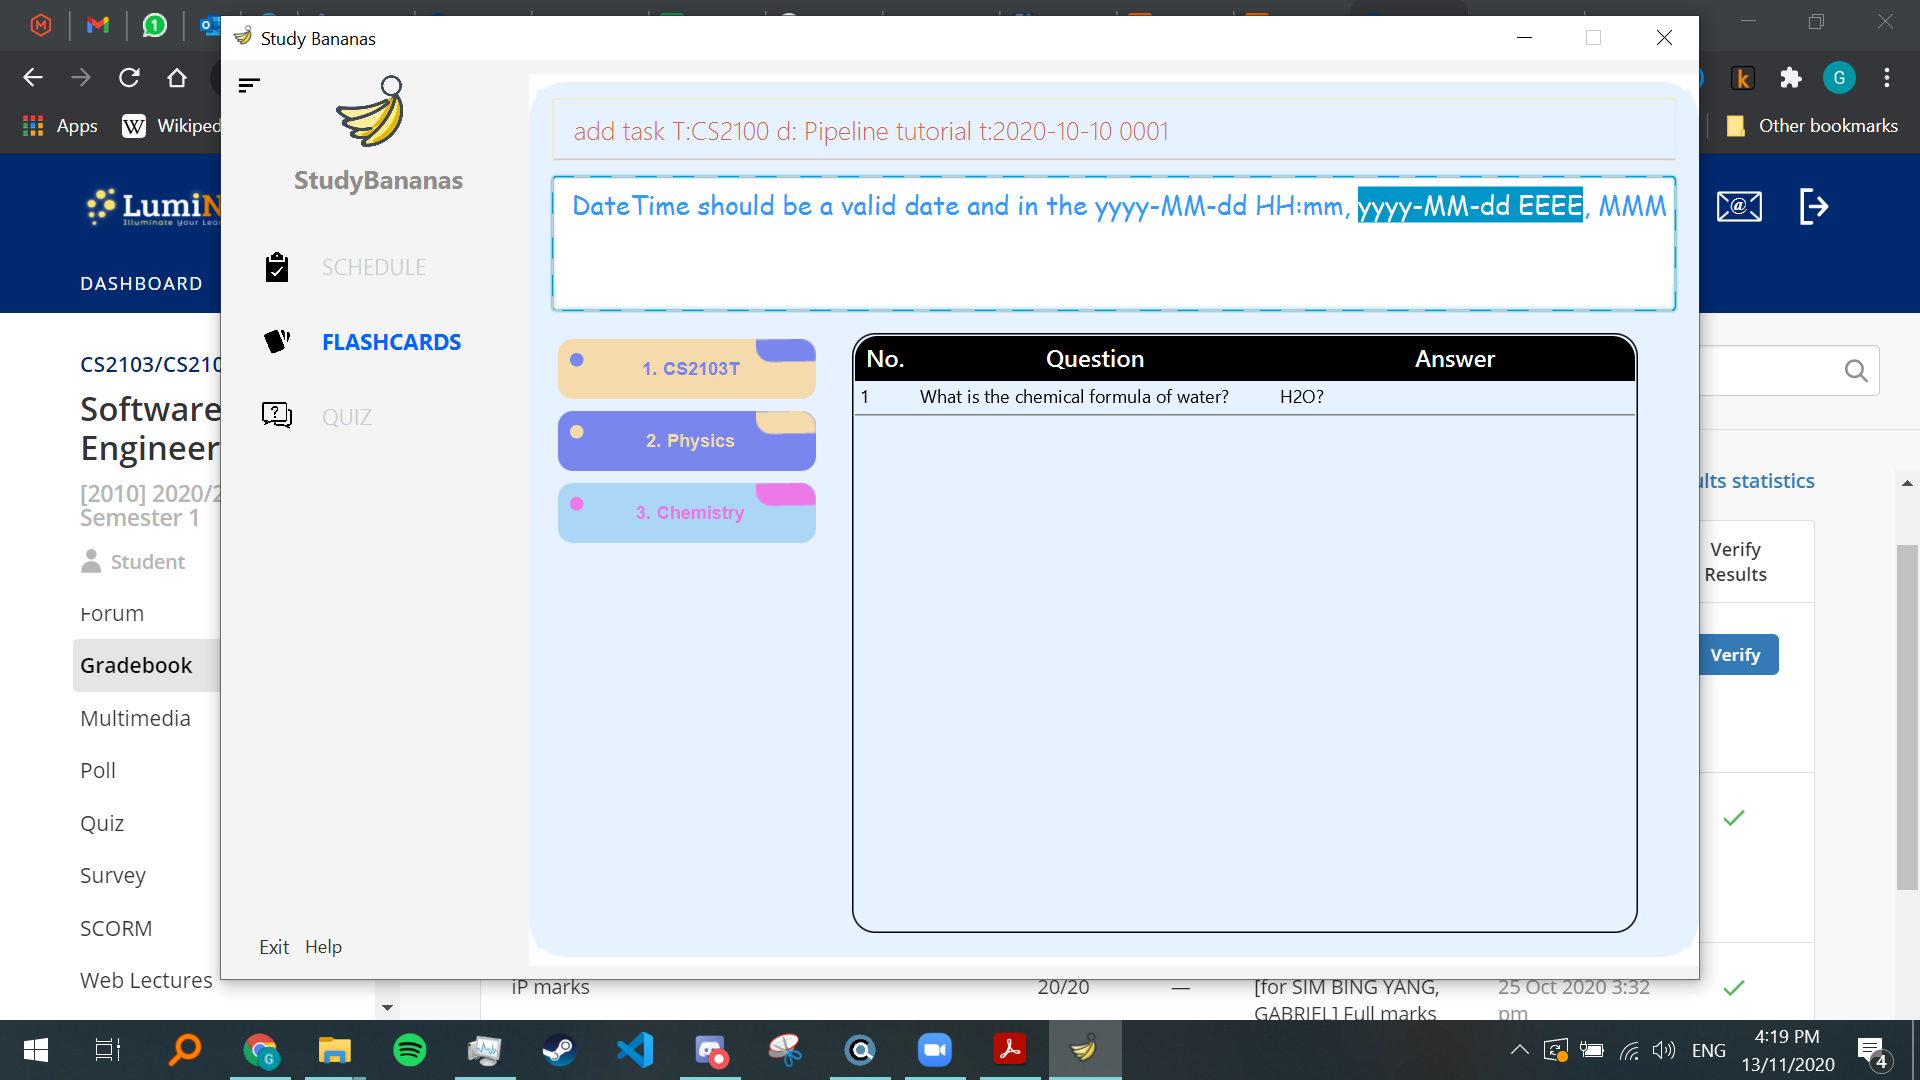 Study Bananas
Apps
Wikiped
Other bookmarks
StudyBananas
SCHEDULE
FLASHCARDS
QUIZ
Exit Help
add task T:CS2100 d: Pipeline tutorial t:2020-10-10 0001
DateTime should be a valid date and in the yyyy-MM-dd HH:mm, yyyy-MM-dd EEEE, MMM
1. CS2103T
2. Physics
3. Chemistry
No. Question Answer
1 What is the chemical formula of water? H2O?
LumiN
Illuminate your Lea
DASHBOARD
CS2103/CS210
Software
Engineer
[2010] 2020/2
Semester 1
Student
Forum
Gradebook
Multimedia
Poll
Quiz
Survey
SCORM
Web Lectures
ults statistics
Verify
Results
Verify
iP marks 20/20 — [for SIM BING YANG, 25 Oct 2020 3:32
GABRIEL] Full marks pm
ENG
4:19 PM
13/11/2020
4